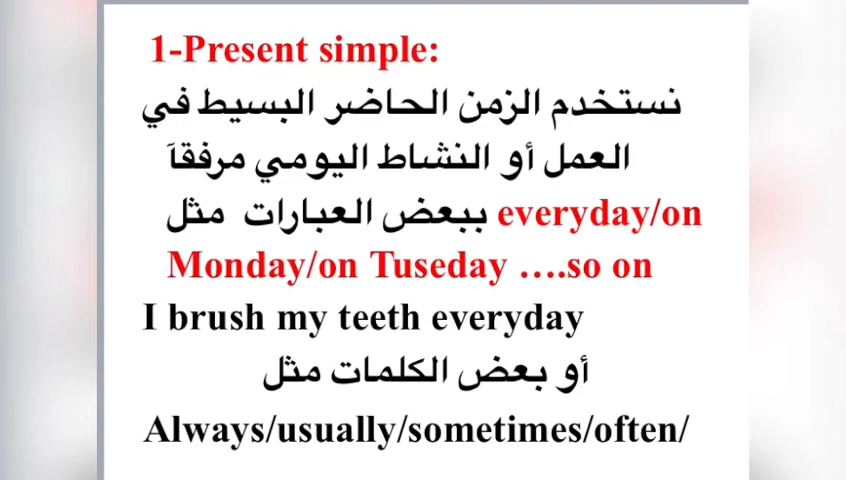 1-Present simple:
نستخدم الزمن الحاضر البسيط في
العمل أو النشاط اليومي مرفقآ
ببعض العبارات مثل everyday/on
Monday/on Tuseday ….so on
I brush my teeth everyday
أو بعض الكلمات مثل
Always/usually/sometimes/often/